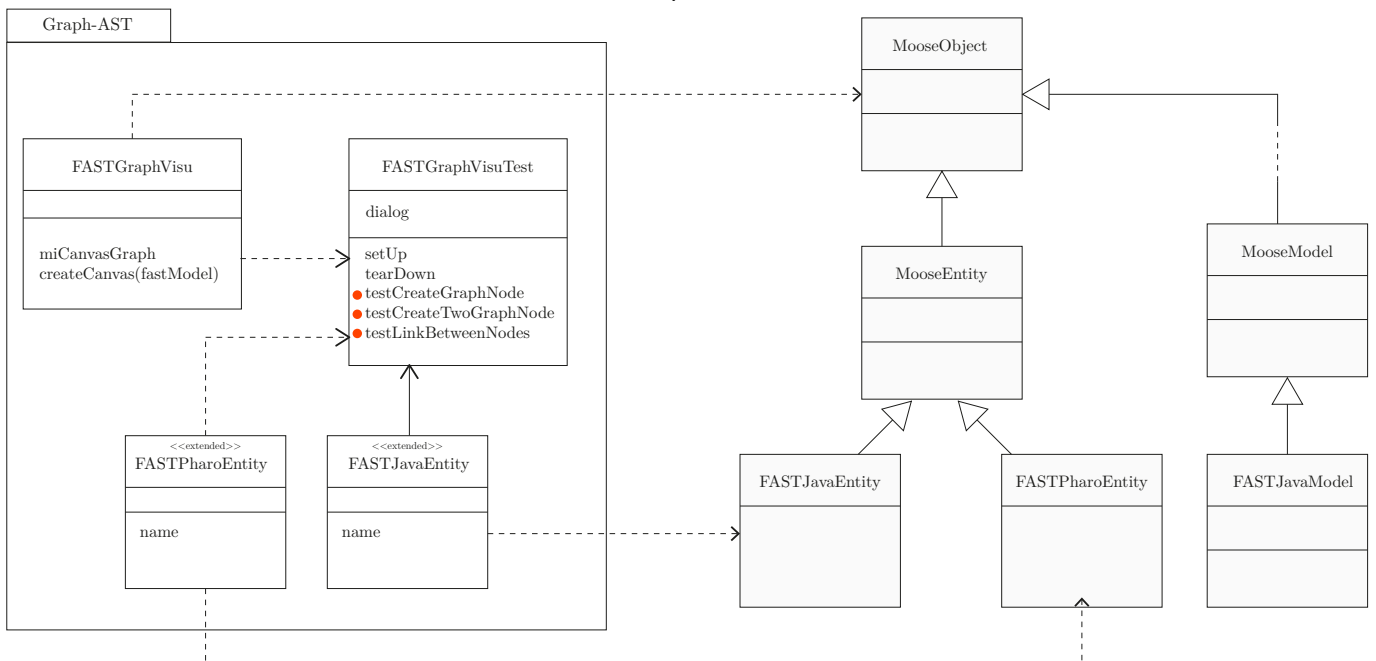 Graph-AST
MooseObject
FASTGraphVisu
FASTGraphVisuTest
dialog
miCanvasGraph
createCanvas(fastModel)
setUp
tearDown
testCreateGraphNode
testCreateTwoGraphNode
testLinkBetweenNodes
MooseEntity
MooseModel
<<extended>>
FASTPharoEntity
name
<<extended>>
FASTJavaEntity
name
FASTJavaEntity
FASTPharoEntity
FASTJavaModel